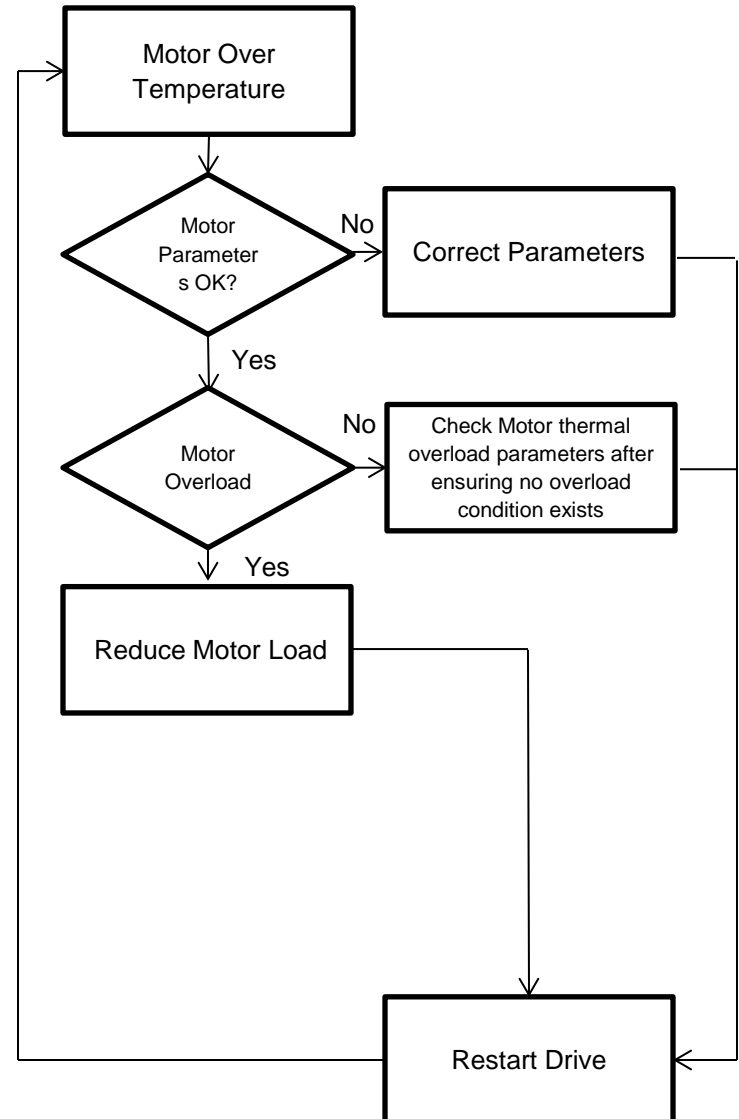 Motor Over
Temperature
Motor
Parameter
s OK?
No
Correct Parameters
Yes
Motor
Overload
No
Check Motor thermal
overload parameters after
ensuring no overload
condition exists
Yes
Reduce Motor Load
Restart Drive